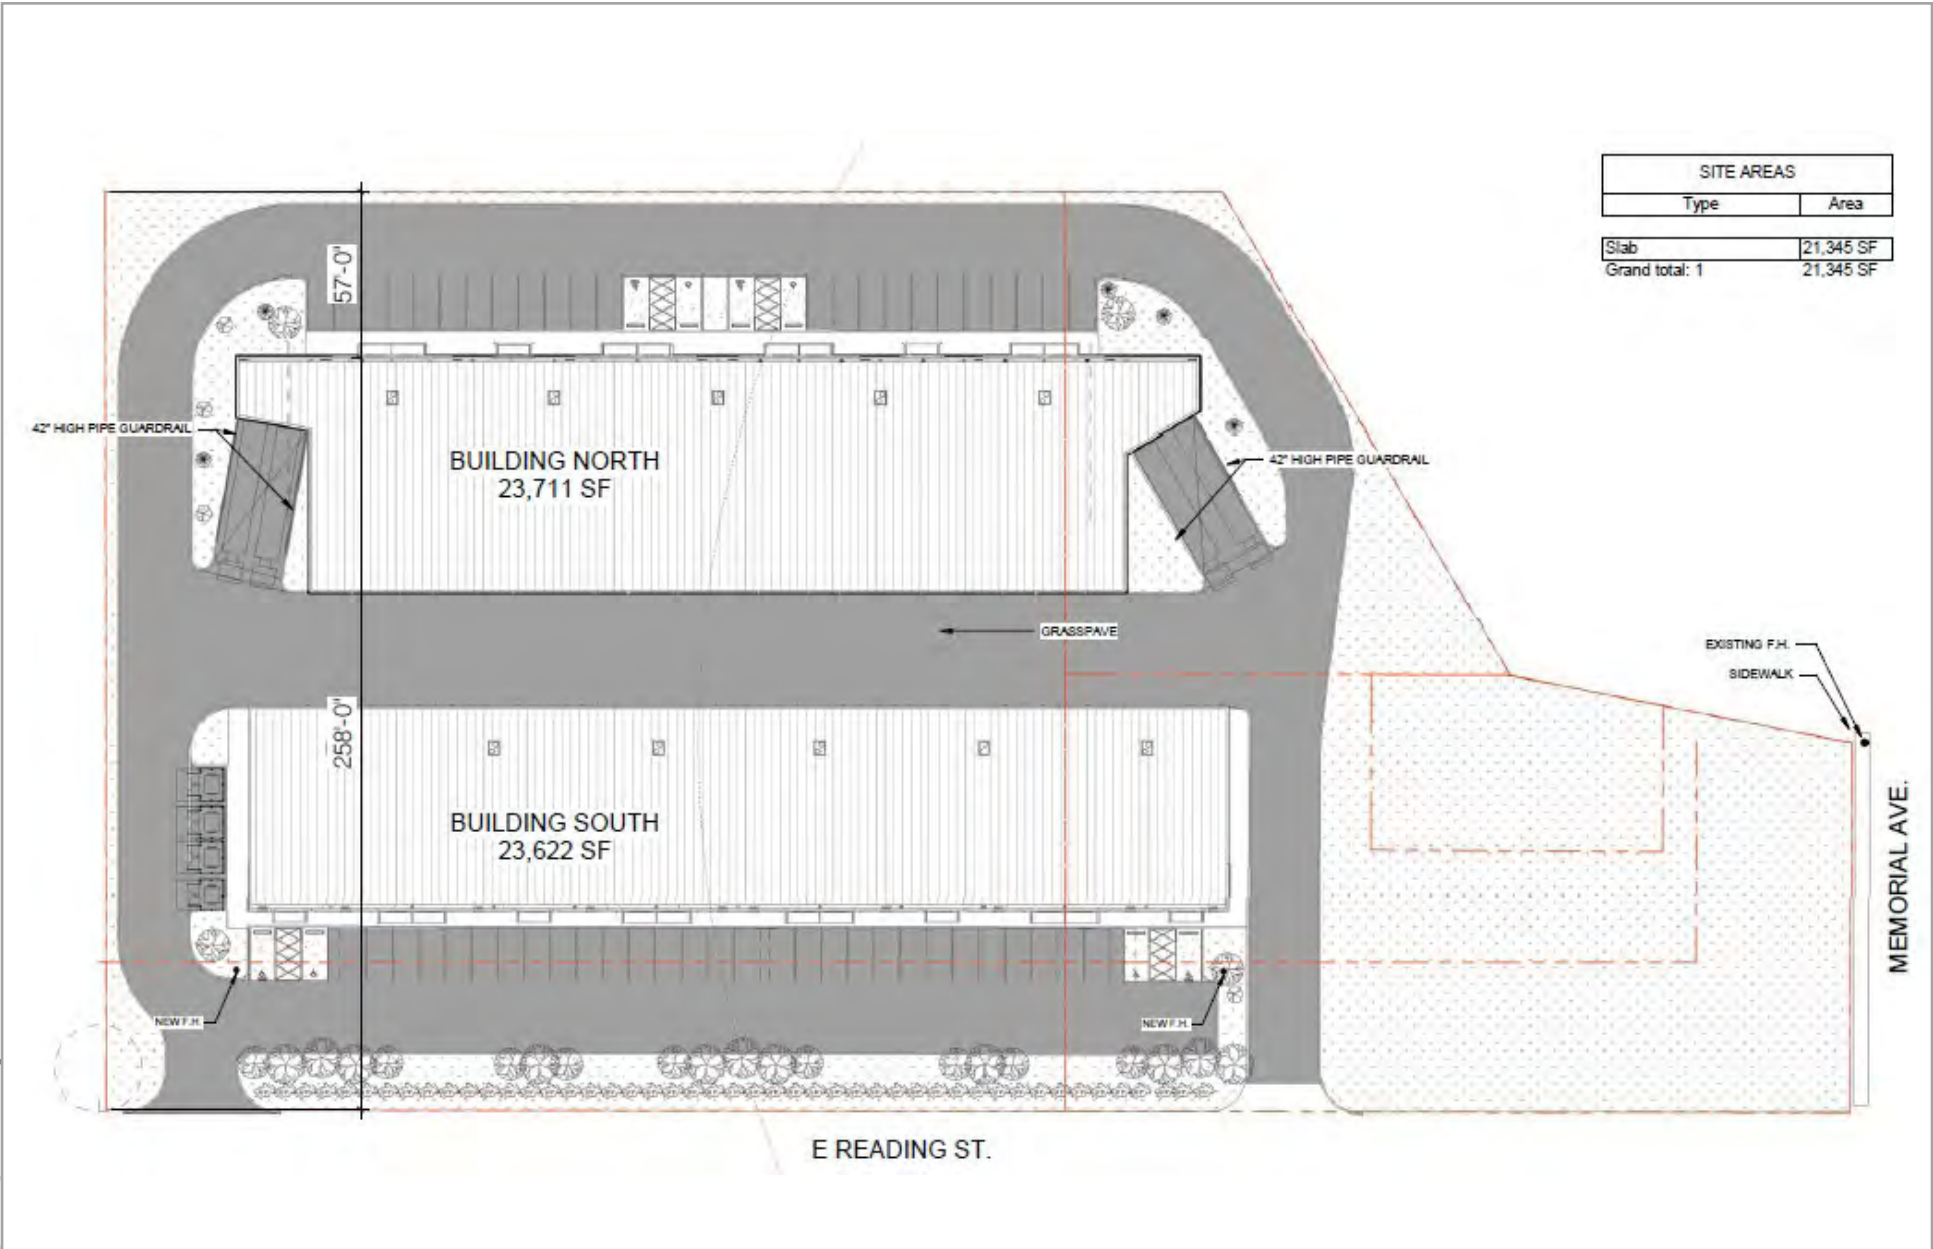 SITE AREAS
Type Area
Slab 21,345 SF
Grand total: 1 21,345 SF
57'-0"
42" HIGH PIPE GUARDRAIL
BUILDING NORTH
23,711 SF
42" HIGH PIPE GUARDRAIL
GRASSPAVE
EXISTING F.H.
SIDEWALK
258'-0"
BUILDING SOUTH
23,622 SF
MEMORIAL AVE.
NEW F.H.
NEW F.H.
E READING ST.